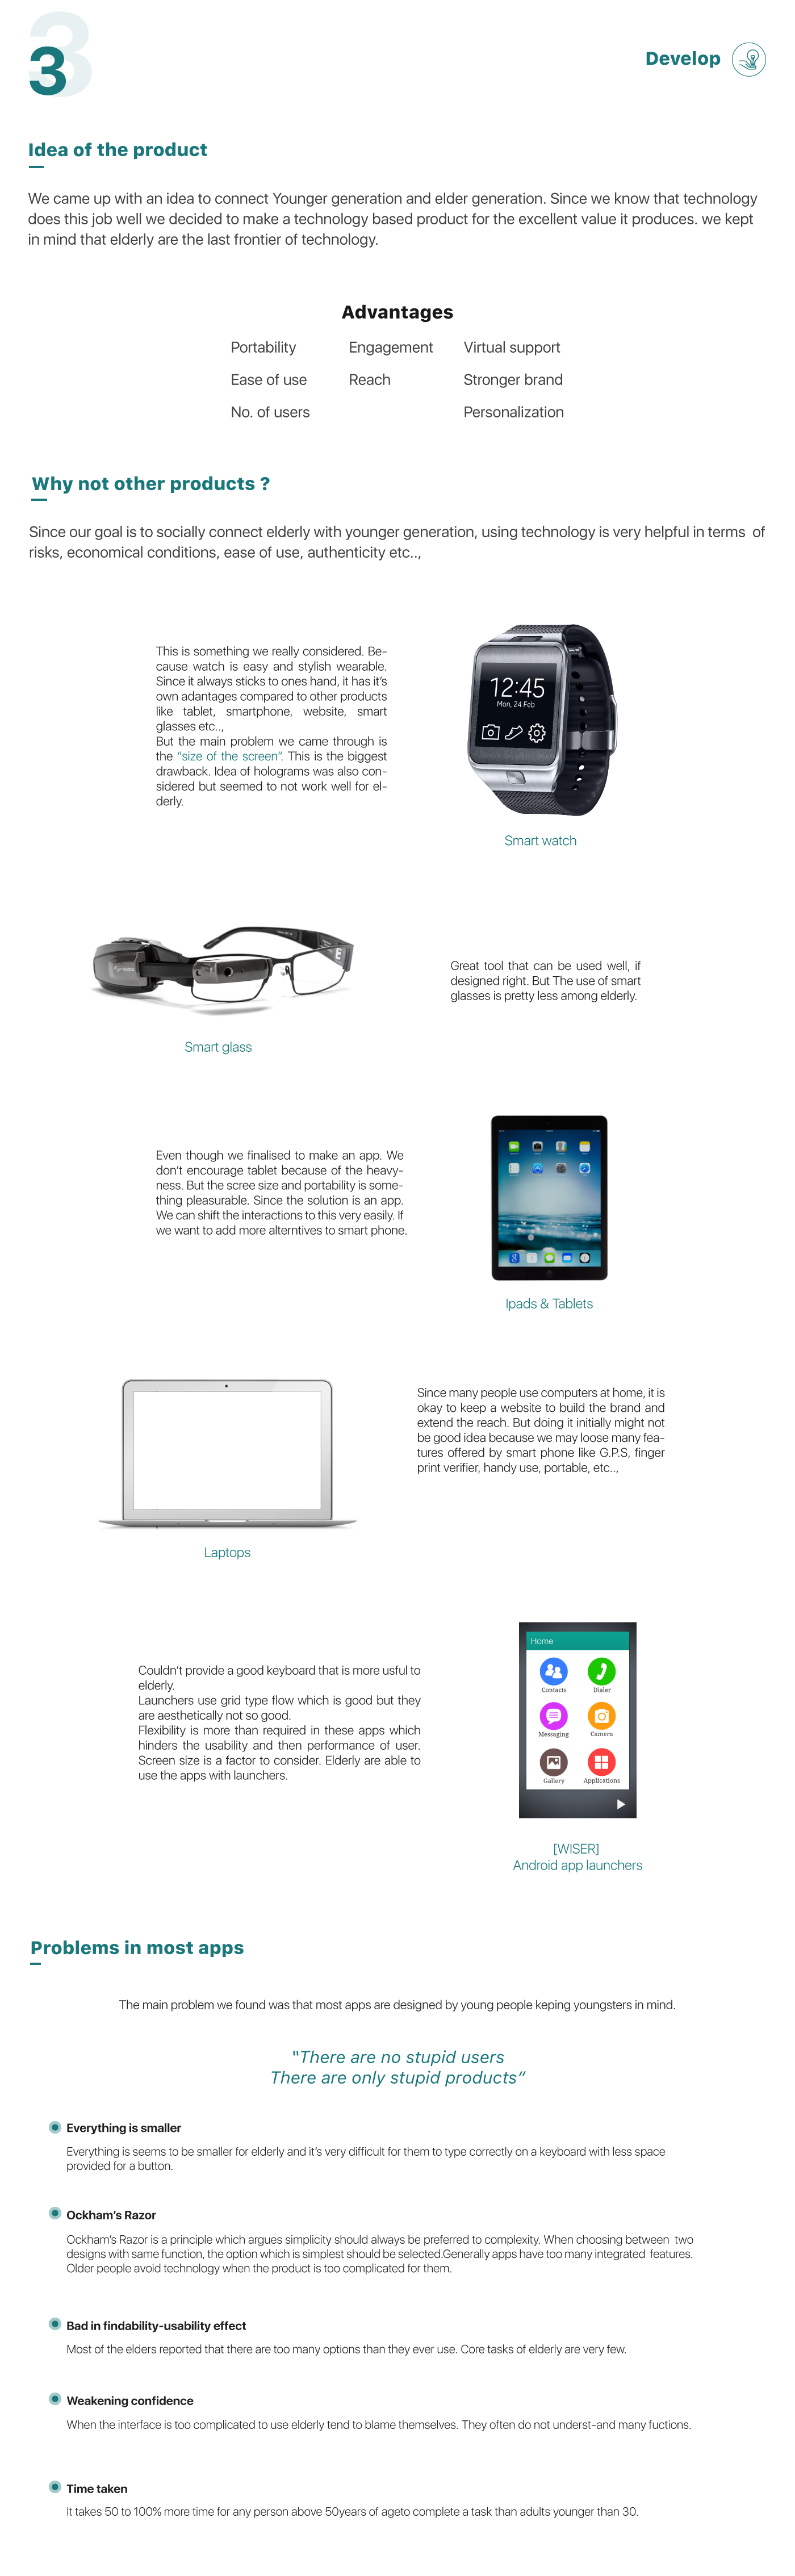 3
3
Develop
Idea of the product
We came up with an idea to connect Younger generation and elder generation. Since we know that technology
does this job well we decided to make a technology based product for the excellent value it produces. we kept
in mind that elderly are the last frontier of technology.
Advantages
Portability Engagement Virtual support
Ease of use Reach Stronger brand
No. of users Personalization
Why not other products ?
Since our goal is to socially connect elderly with younger generation, using technology is very helpful in terms of
risks, economical conditions, ease of use, authenticity etc..,
This is something we really considered. Be-
cause watch is easy and stylish wearable.
Since it always sticks to ones hand, it has it's
own adantages compared to other products
like tablet, smartphone, website, smart
glasses etc..,
But the main problem we came through is
the "size of the screen". This is the biggest
drawback. Idea of holograms was also con-
sidered but seemed to not work well for el-
derly.
12:45
Mon, 24 Feb
Smart watch
Great tool that can be used well, if
designed right. But The use of smart
glasses is pretty less among elderly.
Smart glass
Even though we finalised to make an app. We
don't encourage tablet because of the heavy-
ness. But the scree size and portability is some-
thing pleasurable. Since the solution is an app.
We can shift the interactions to this very easily. If
we want to add more alterntives to smart phone.
Ipads & Tablets
Since many people use computers at home, it is
okay to keep a website to build the brand and
extend the reach. But doing it initially might not
be good idea because we may loose many fea-
tures offered by smart phone like G.P.S, finger
print verifier, handy use, portable, etc..,
Laptops
Couldn't provide a good keyboard that is more usful to
elderly.
Launchers use grid type flow which is good but they
are aesthetically not so good.
Flexibility is more than required in these apps which
hinders the usability and then performance of user.
Screen size is a factor to consider. Elderly are able to
use the apps with launchers.
Home
Contacts Dialer
Messaging Camera
Gallery Applications
[WISER]
Android app launchers
Problems in most apps
The main problem we found was that most apps are designed by young people keping youngsters in mind.
"There are no stupid users
There are only stupid products"
Everything is smaller
Everything is seems to be smaller for elderly and it's very difficult for them to type correctly on a keyboard with less space
provided for a button.
Ockham's Razor
Ockham's Razor is a principle which argues simplicity should always be preferred to complexity. When choosing between two
designs with same function, the option which is simplest should be selected.Generally apps have too many integrated features.
Older people avoid technology when the product is too complicated for them.
Bad in findability-usability effect
Most of the elders reported that there are too many options than they ever use. Core tasks of elderly are very few.
Weakening confidence
When the interface is too complicated to use elderly tend to blame themselves. They often do not underst-and many fuctions.
Time taken
It takes 50 to 100% more time for any person above 50years of ageto complete a task than adults younger than 30.